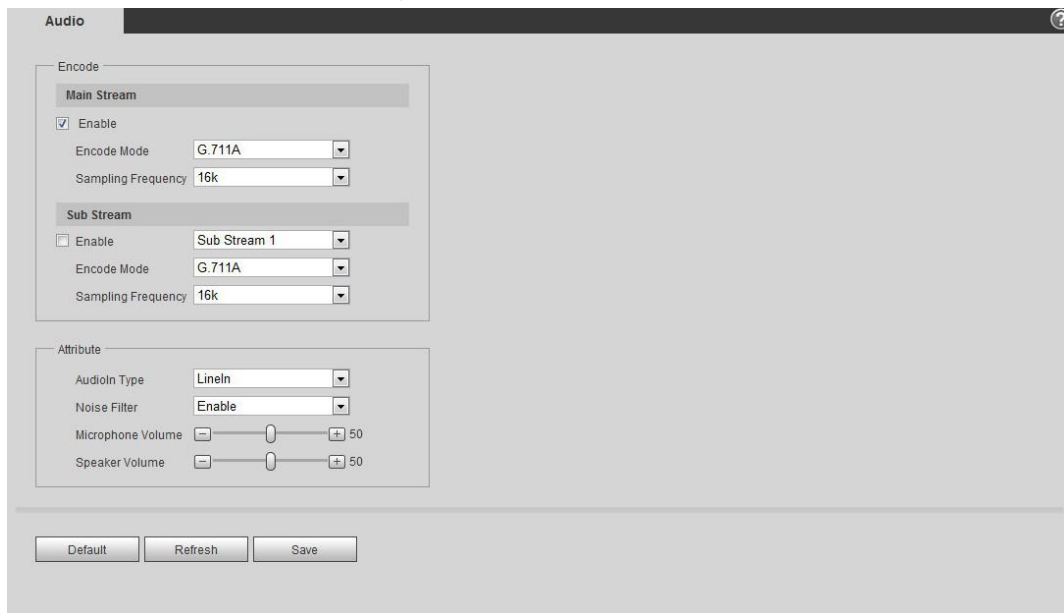 Audio
Encode
Main Stream
Enable
Encode Mode G.711A
Sampling Frequency 16k
Sub Stream
Enable Sub Stream 1
Encode Mode G.711A
Sampling Frequency 16k
Attribute
AudioIn Type LineIn
Noise Filter Enable
Microphone Volume 50
Speaker Volume 50
Default Refresh Save